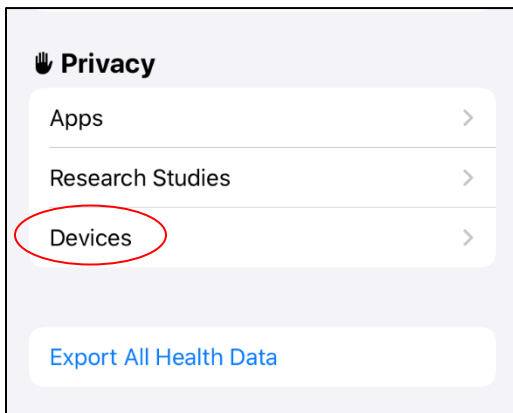 Privacy
Apps
Research Studies
Devices
Export All Health Data